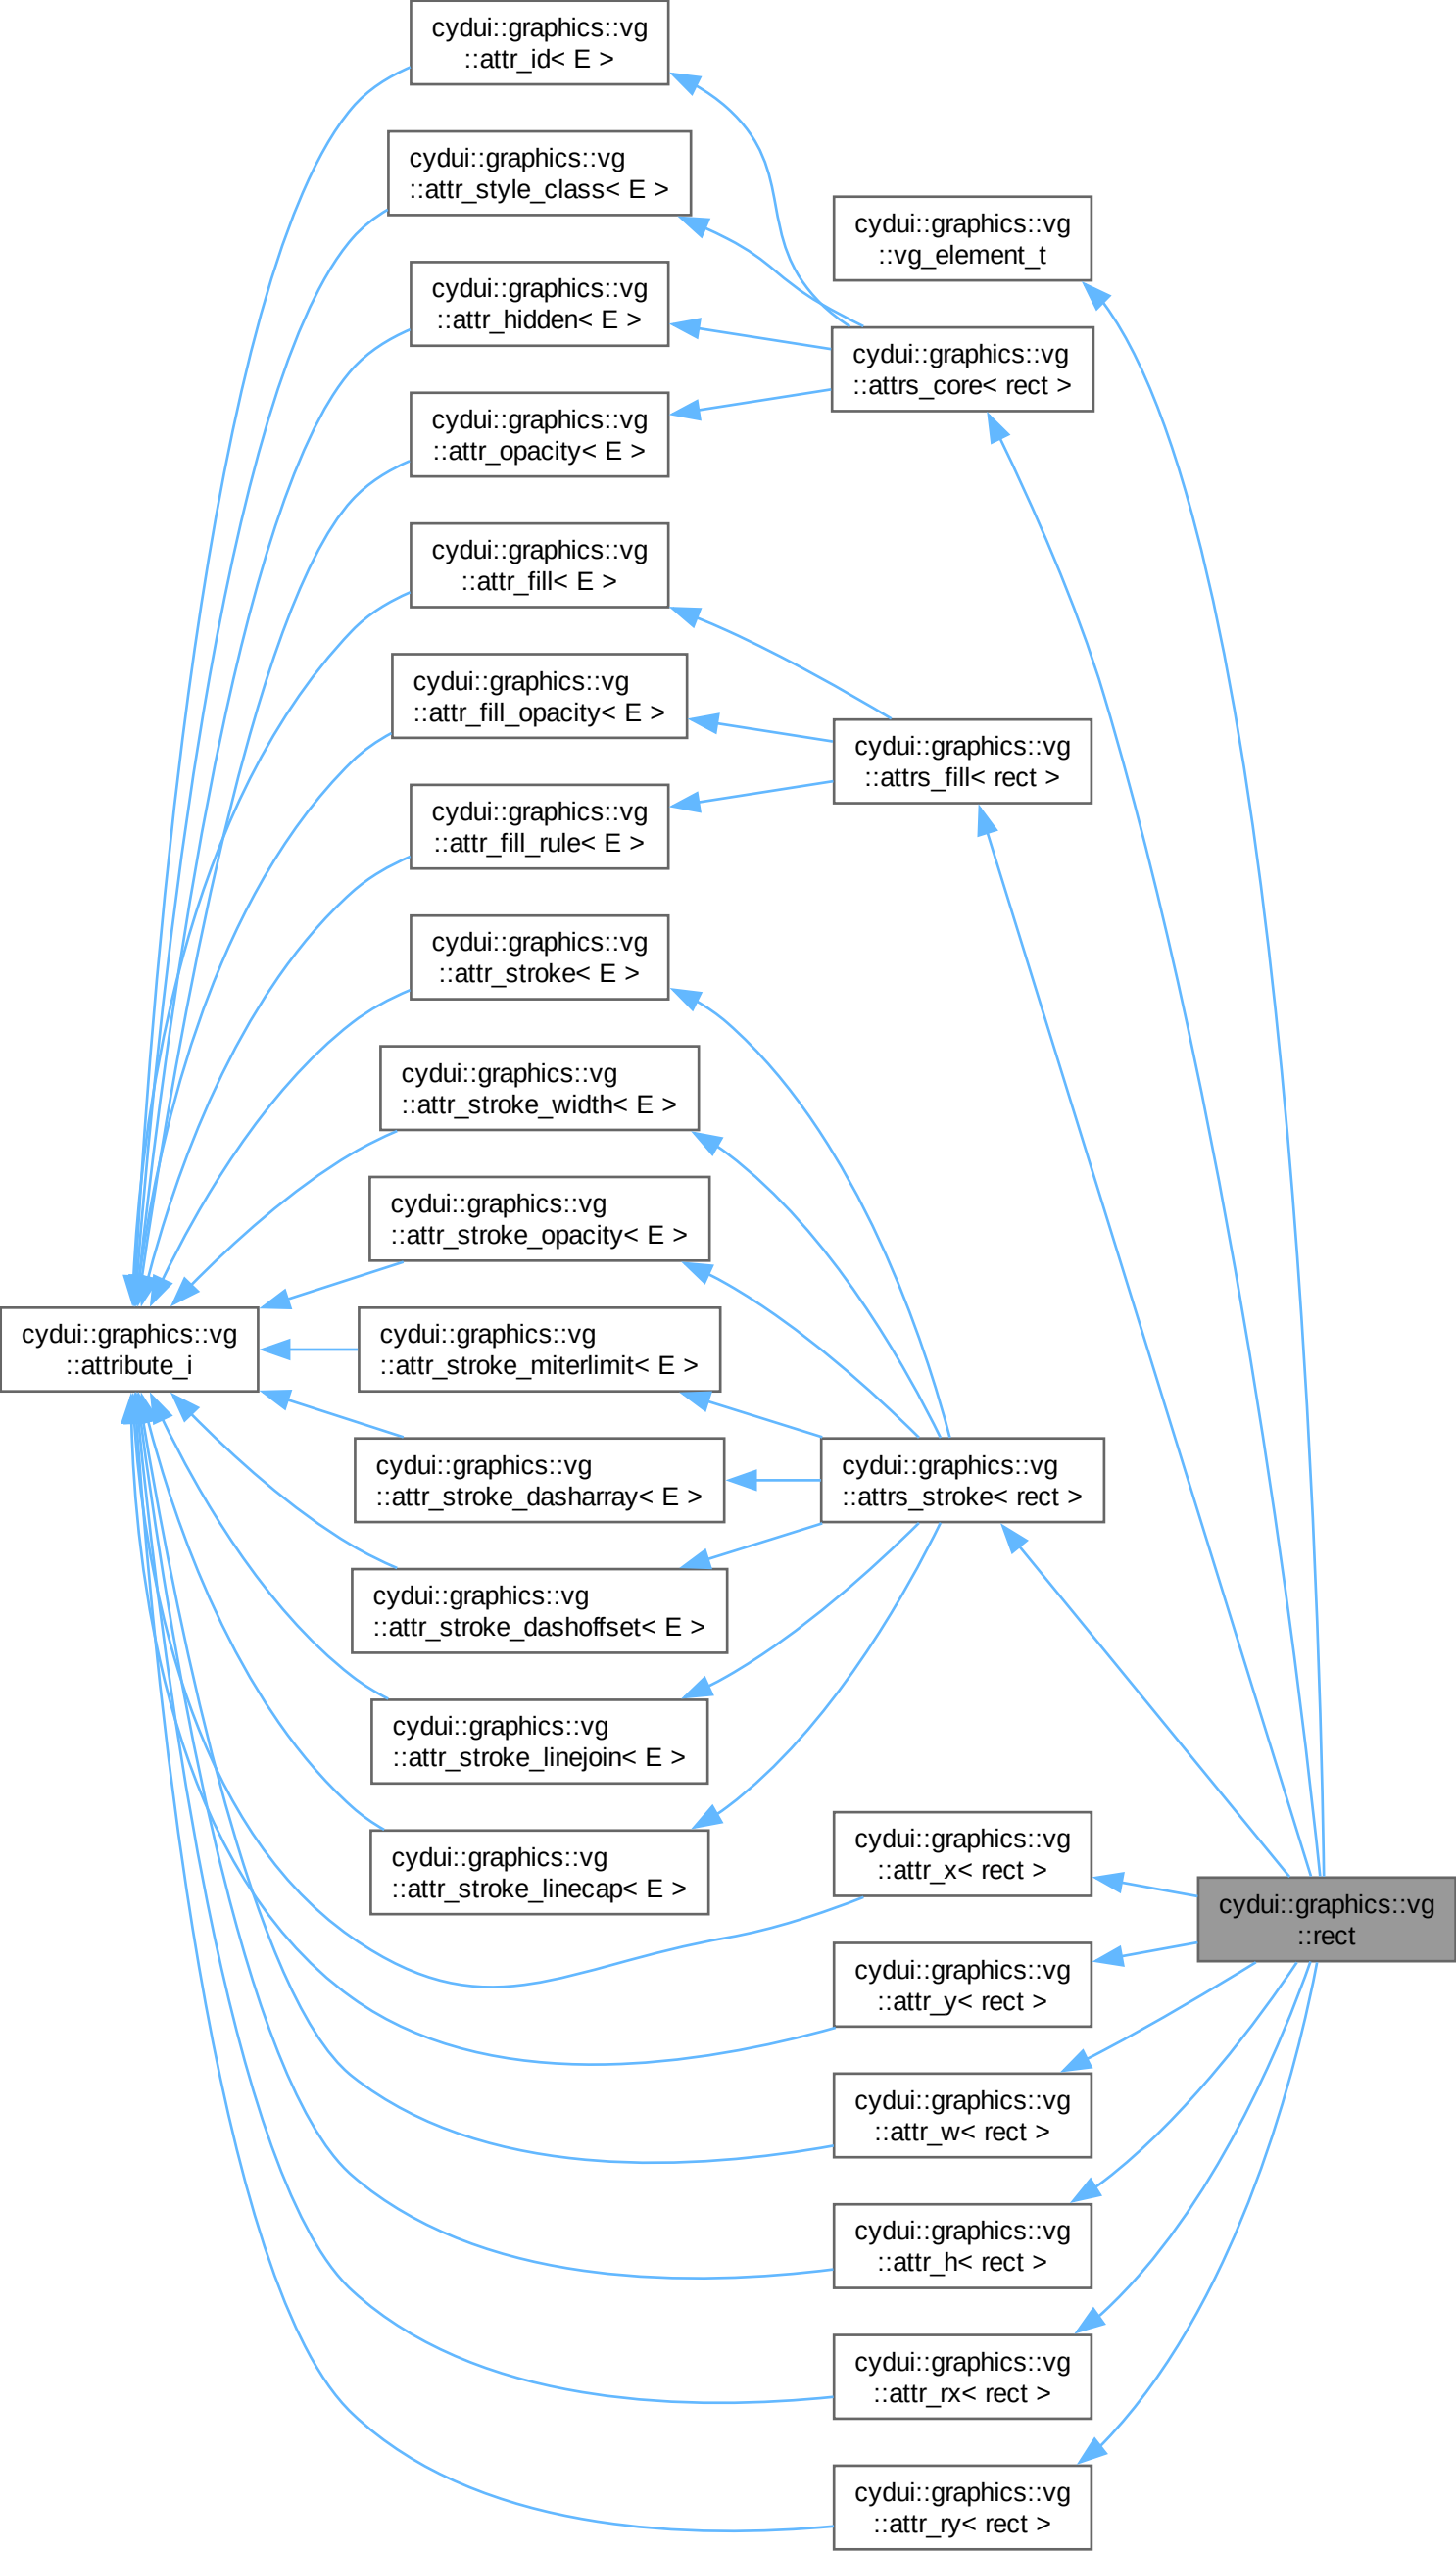 cydui::graphics::vg
::attr_id< E >
cydui::graphics::vg
::attr_style_class< E >
cydui::graphics::vg
::vg_element_t
cydui::graphics::vg
::attr_hidden< E >
cydui::graphics::vg
::attrs_core< rect >
cydui::graphics::vg
::attr_opacity< E >
cydui::graphics::vg
::attr_fill< E >
cydui::graphics::vg
::attr_fill_opacity< E >
cydui::graphics::vg
::attrs_fill< rect >
cydui::graphics::vg
::attr_fill_rule< E >
cydui::graphics::vg
::attr_stroke< E >
cydui::graphics::vg
::attr_stroke_width< E >
cydui::graphics::vg
::attr_stroke_opacity< E >
cydui::graphics::vg
::attribute_i
cydui::graphics::vg
::attr_stroke_miterlimit< E >
cydui::graphics::vg
::attr_stroke_dasharray< E >
cydui::graphics::vg
::attrs_stroke< rect >
cydui::graphics::vg
::attr_stroke_dashoffset< E >
cydui::graphics::vg
::attr_stroke_linejoin< E >
cydui::graphics::vg
::attr_stroke_linecap< E >
cydui::graphics::vg
::attr_x< rect >
cydui::graphics::vg
::rect
cydui::graphics::vg
::attr_y< rect >
cydui::graphics::vg
::attr_w< rect >
cydui::graphics::vg
::attr_h< rect >
cydui::graphics::vg
::attr_rx< rect >
cydui::graphics::vg
::attr_ry< rect >